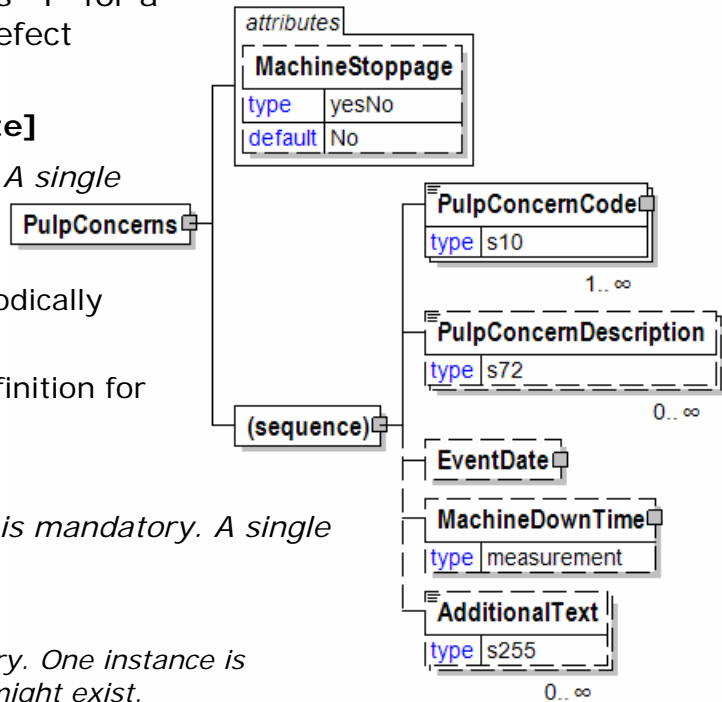 s "P" for a
efect
te]
A single
odically
finition for
is mandatory. A single
ry. One instance is
might exist.
attributes
MachineStoppage
type yesNo
default No
PulpConcerns
(sequence)
PulpConcernCode
type s10
1.. ∞
PulpConcernDescription
type s72
0.. ∞
EventDate
MachineDownTime
type measurement
AdditionalText
type s255
0.. ∞